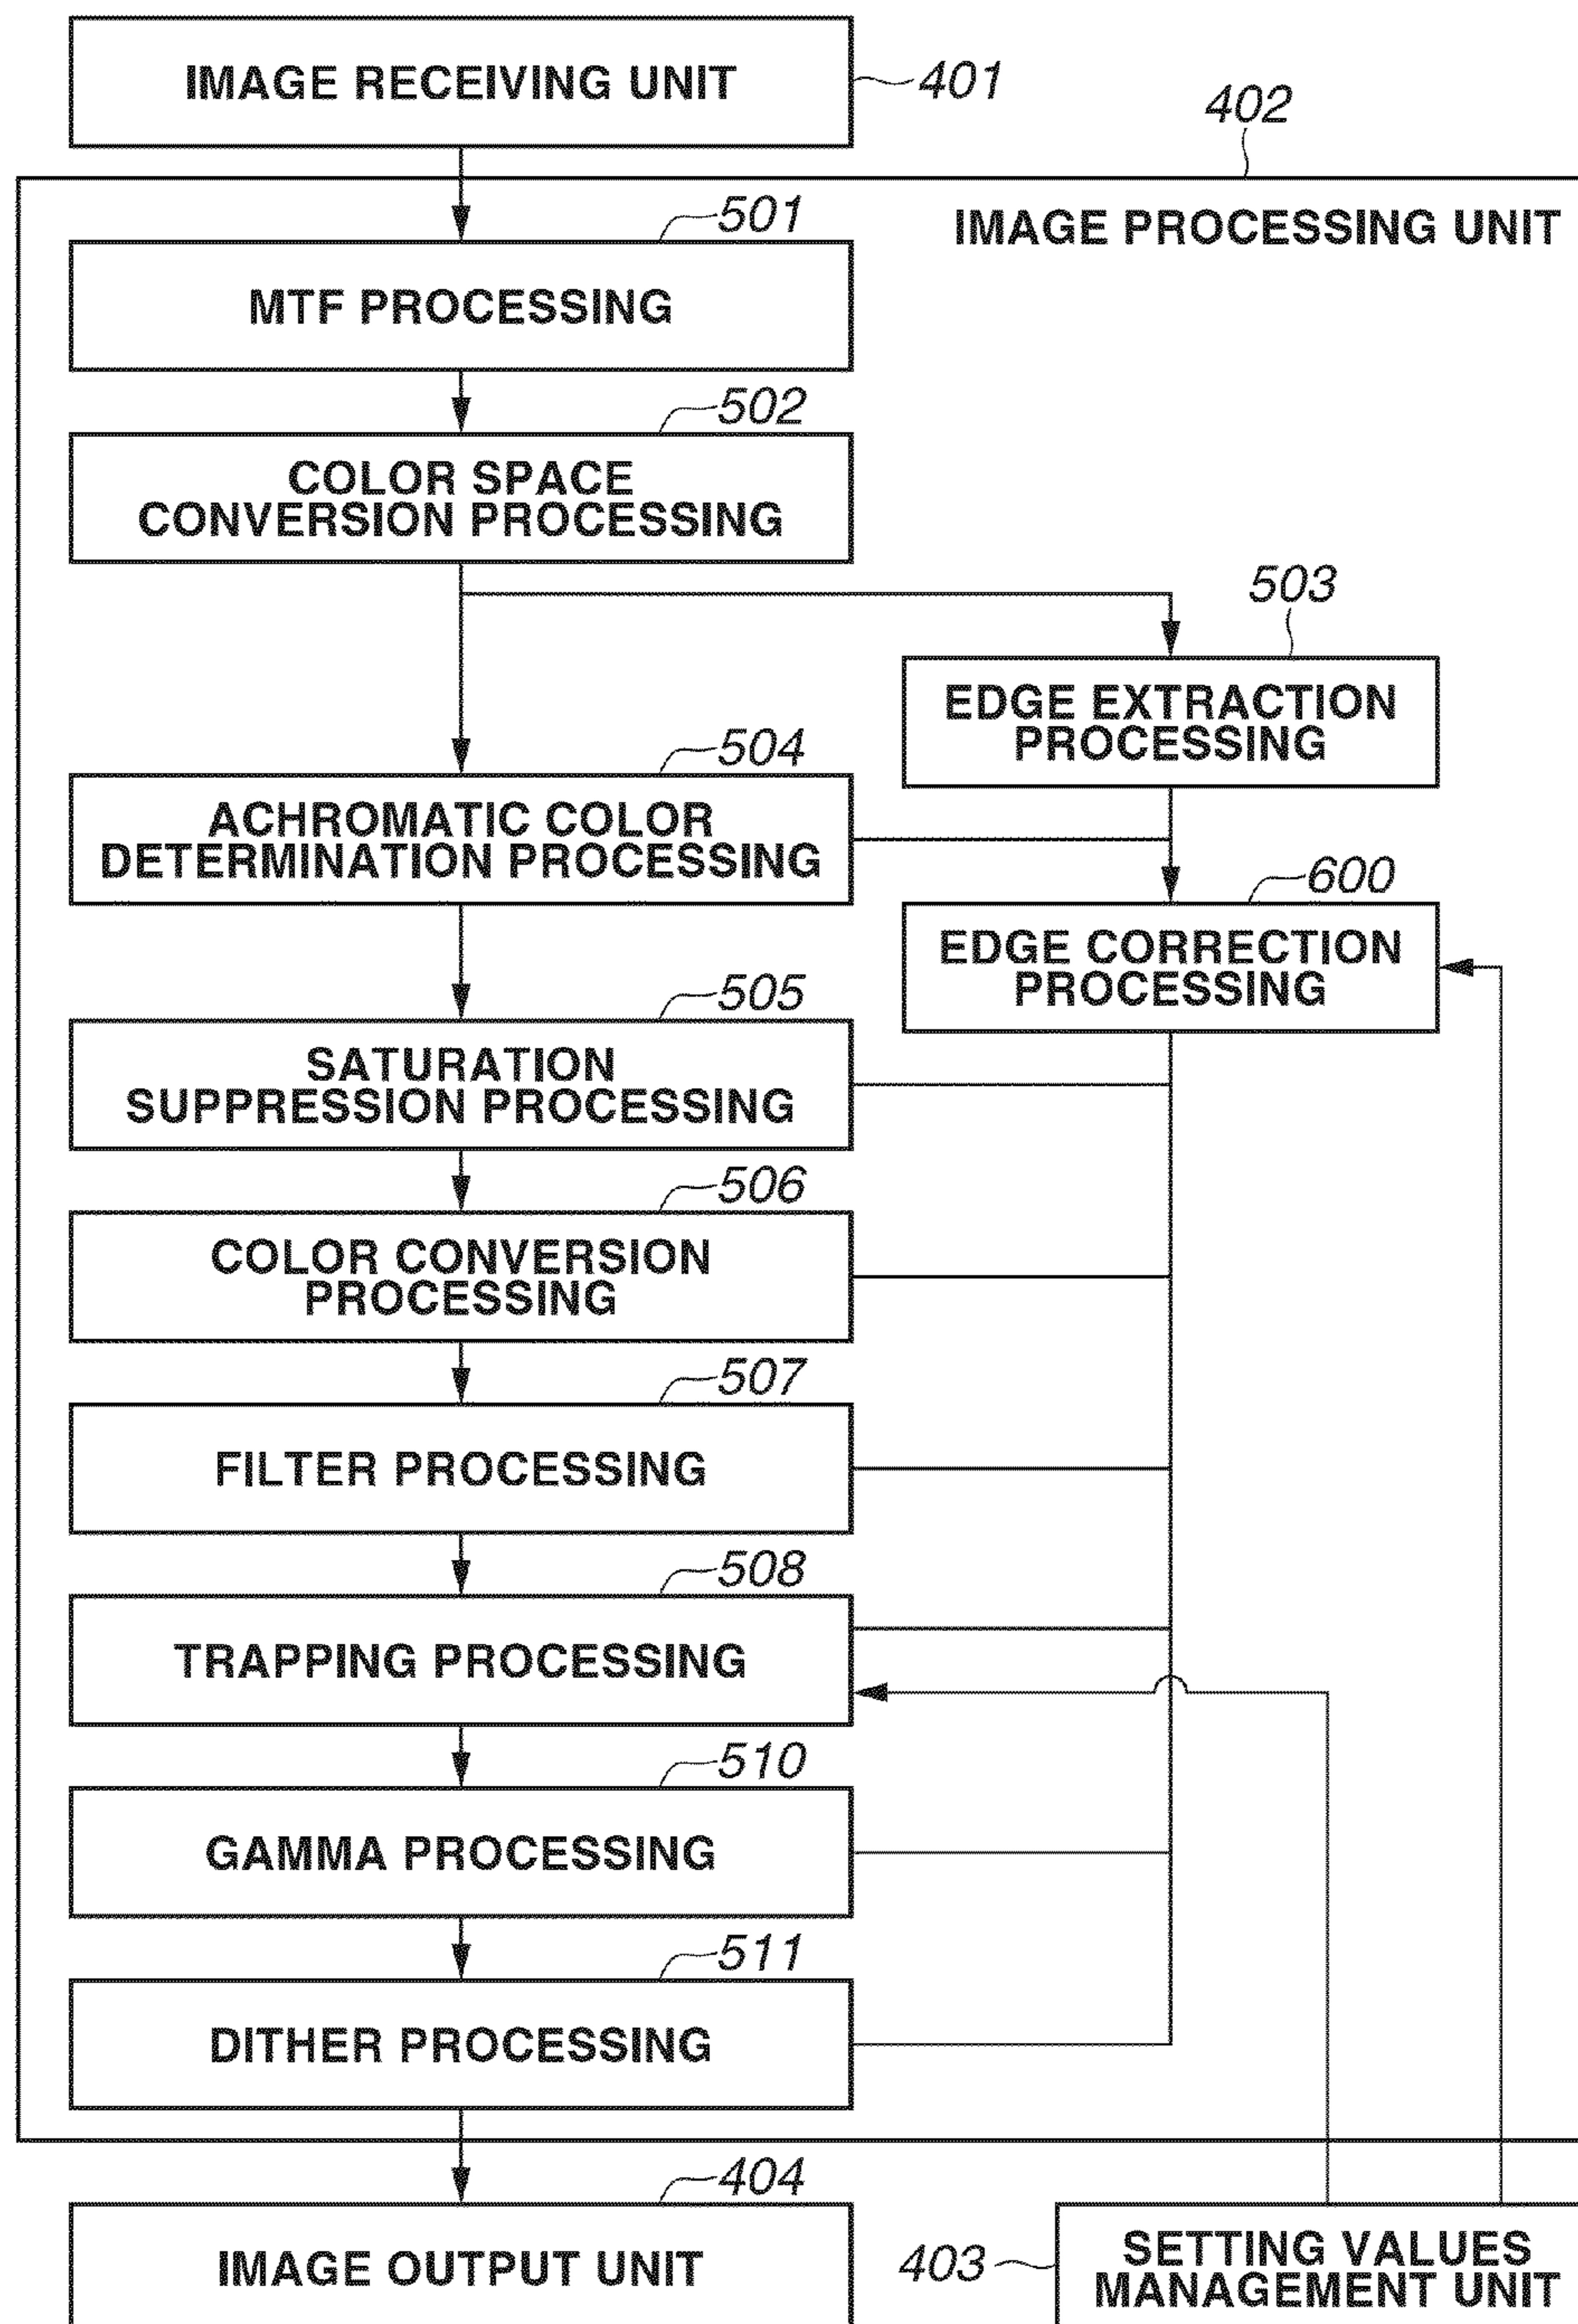 IMAGE RECEIVING UNIT
401
402
IMAGE PROCESSING UNIT
501
MTF PROCESSING
502
COLOR SPACE
CONVERSION PROCESSING
503
EDGE EXTRACTION
PROCESSING
504
ACHROMATIC COLOR
DETERMINATION PROCESSING
600
EDGE CORRECTION
PROCESSING
505
SATURATION
SUPPRESSION PROCESSING
506
COLOR CONVERSION
PROCESSING
507
FILTER PROCESSING
508
TRAPPING PROCESSING
510
GAMMA PROCESSING
511
DITHER PROCESSING
404
IMAGE OUTPUT UNIT
403
SETTING VALUES
MANAGEMENT UNIT